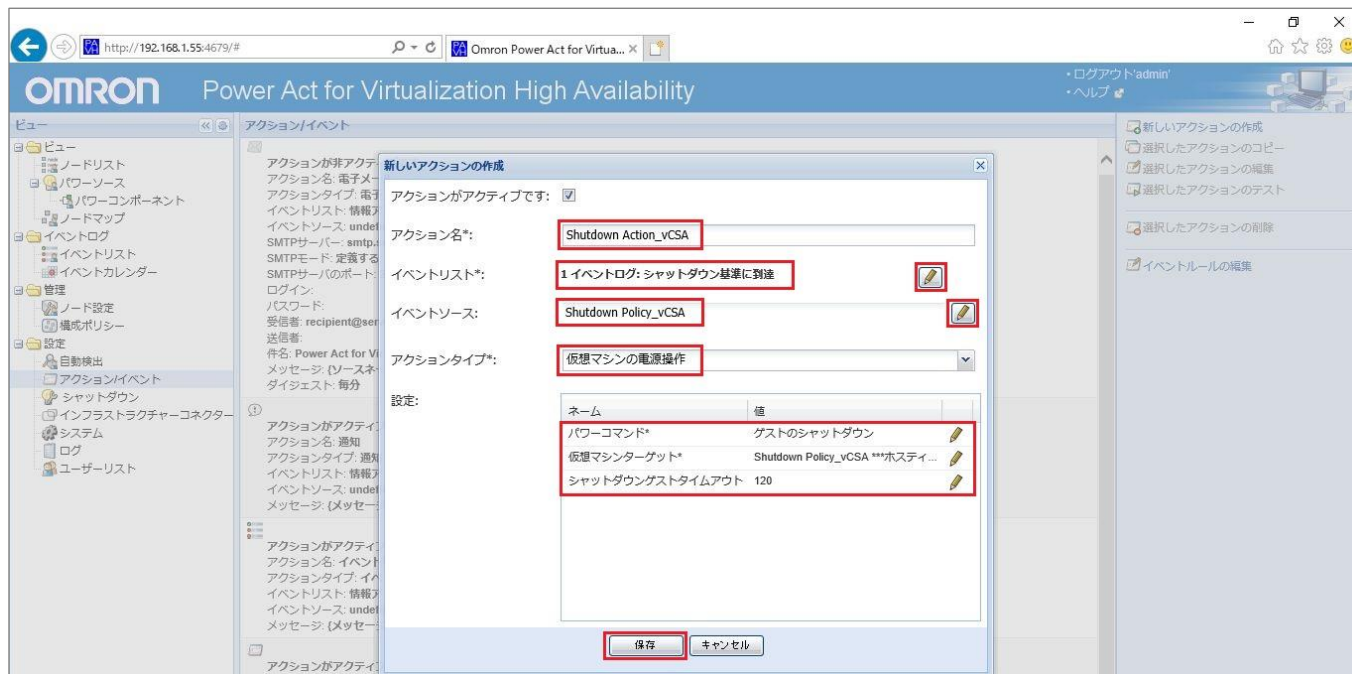 http://192.168.1.55:4679/#
Omron Power Act for Virtua...
OMRON
Power Act for Virtualization High Availability
・ログアウト'admin'
・ヘルプ
ビュー
ビュー
ノードリスト
パワーソース
パワーコンポーネント
ノードマップ
イベントログ
イベントリスト
イベントカレンダー
管理
ノード設定
構成ポリシー
設定
自動検出
アクション/イベント
シャットダウン
インフラストラクチャーコネクター
システム
ログ
ユーザーリスト
アクション/イベント
アクションが非アクテ
アクション名: 電子メー
アクションタイプ: 電子
イベントリスト: 情報ア
イベントソース: undef
SMTPサーバー: smtp.s
SMTPモード: 定義する
SMTPサーバのポート:
ログイン:
パスワード:
受信者: recipient@ser
送信者:
件名: Power Act for Vi
メッセージ: {ソースネー
ダイジェスト: 毎分
アクションがアクティ
アクション名: 通知
アクションタイプ: 通知
イベントリスト: 情報ア
イベントソース: undef
メッセージ: {メッセー
アクションがアクティ
アクション名: イベント
アクションタイプ: イベ
イベントリスト: 情報ア
イベントソース: undef
メッセージ: {メッセー
アクションがアクティ
新しいアクションの作成
アクションがアクティブです:
アクション名*:
Shutdown Action_vCSA
イベントリスト*:
1 イベントログ: シャットダウン基準に到達
イベントソース:
Shutdown Policy_vCSA
アクションタイプ*:
仮想マシンの電源操作
設定:
ネーム 値
パワーコマンド* ゲストのシャットダウン
仮想マシンターゲット* Shutdown Policy_vCSA ***ホスティ...
シャットダウンゲストタイムアウト 120
保存 キャンセル
新しいアクションの作成
選択したアクションのコピー
選択したアクションの編集
選択したアクションのテスト
選択したアクションの削除
イベントルールの編集